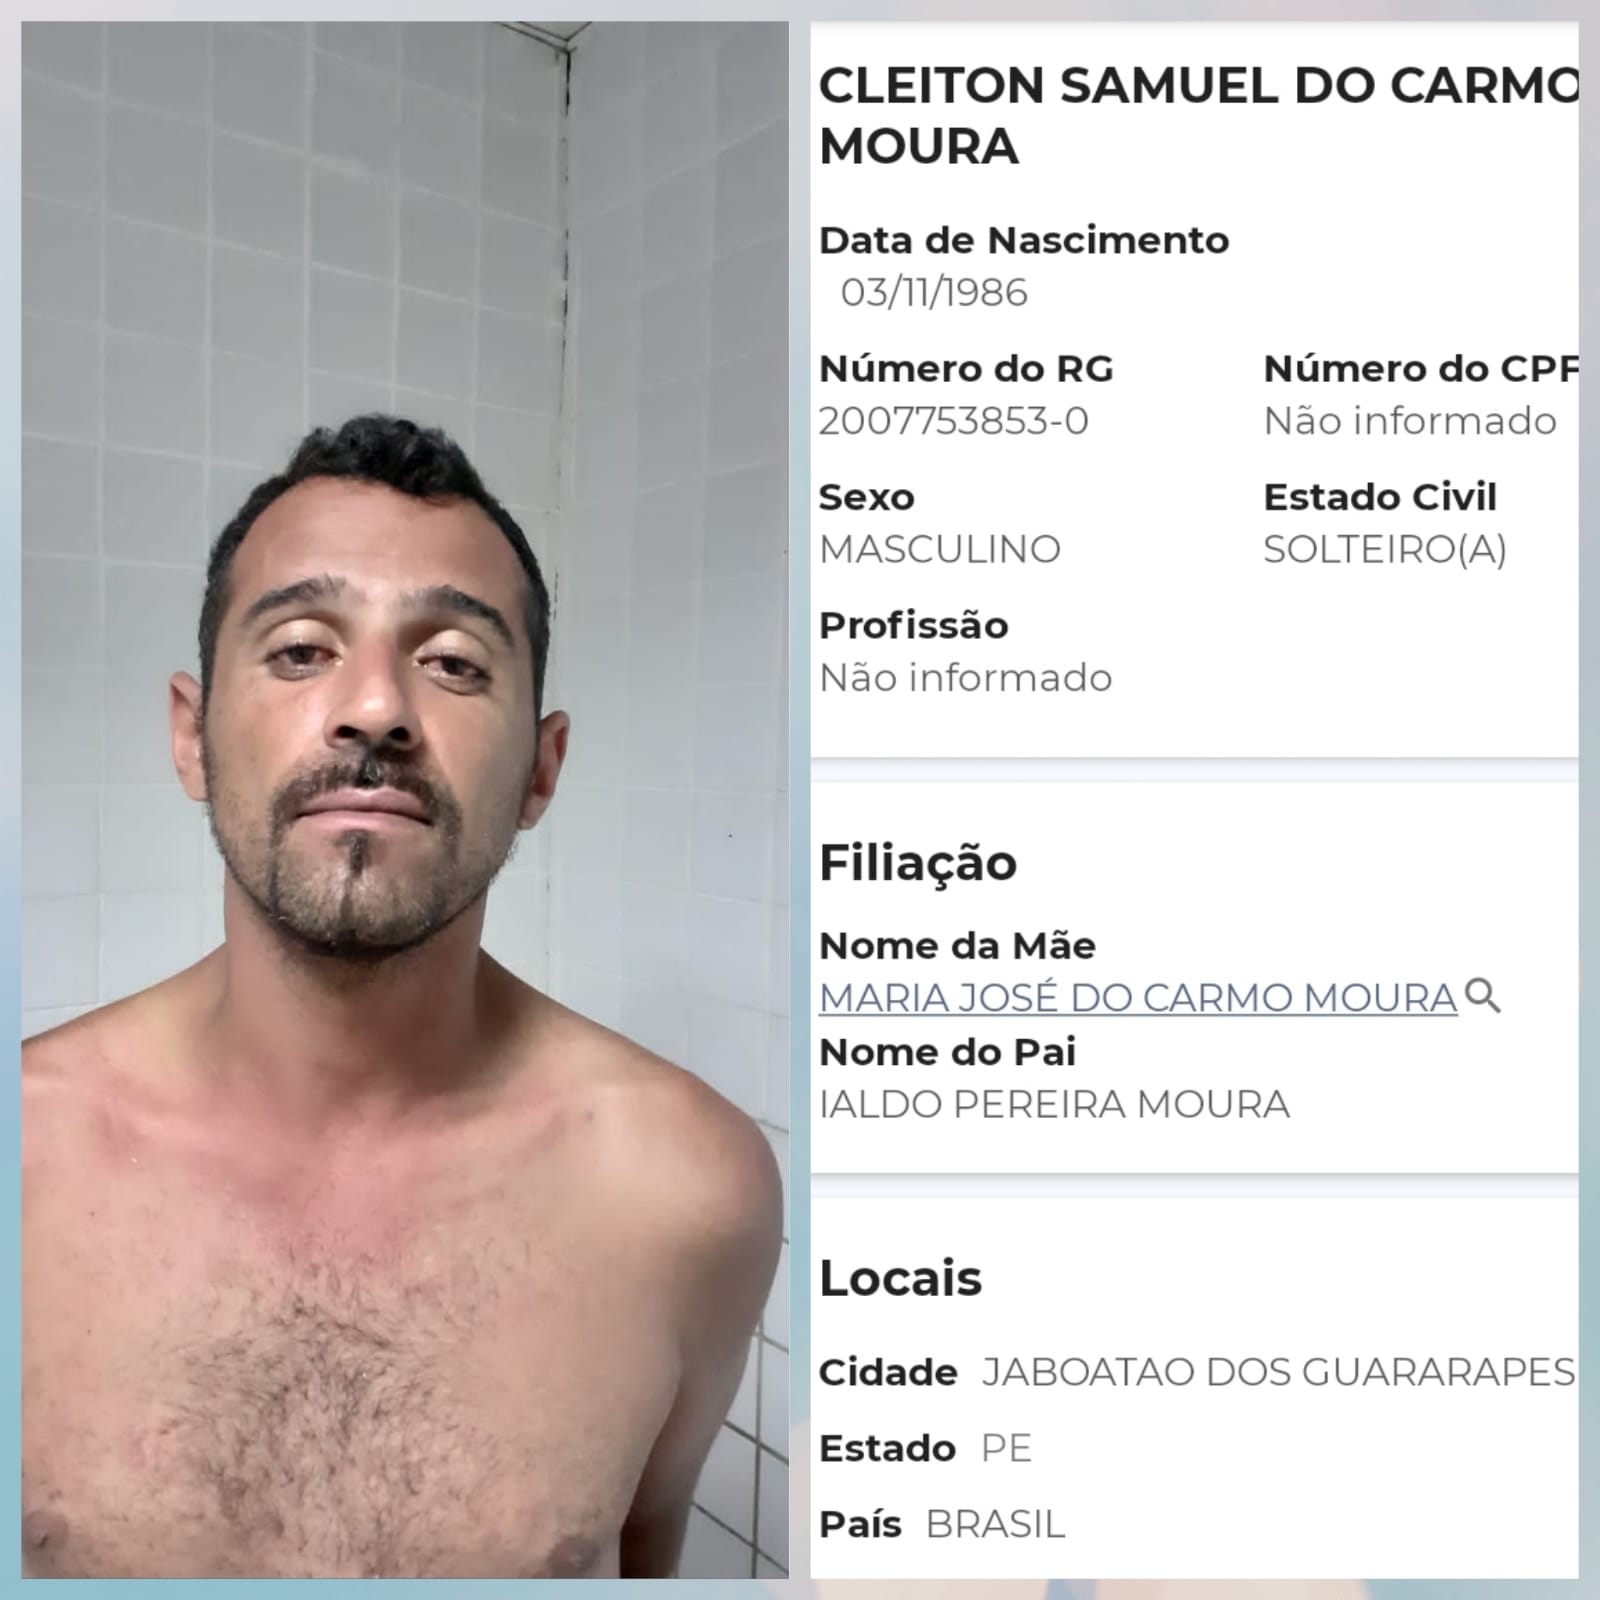 CLEITON SAMUEL DO CARMO
MOURA
Data de Nascimento
03/11/1986
Número do RG Número do CPF
2007753853-0 Não informado
Sexo Estado Civil
MASCULINO SOLTEIRO(A)
Profissão
Não informado
Filiação
Nome da Mãe
MARIA JOSÉ DO CARMO MOURA
Nome do Pai
IALDO PEREIRA MOURA
Locais
Cidade JABOATAO DOS GUARARAPES
Estado PE
País BRASIL